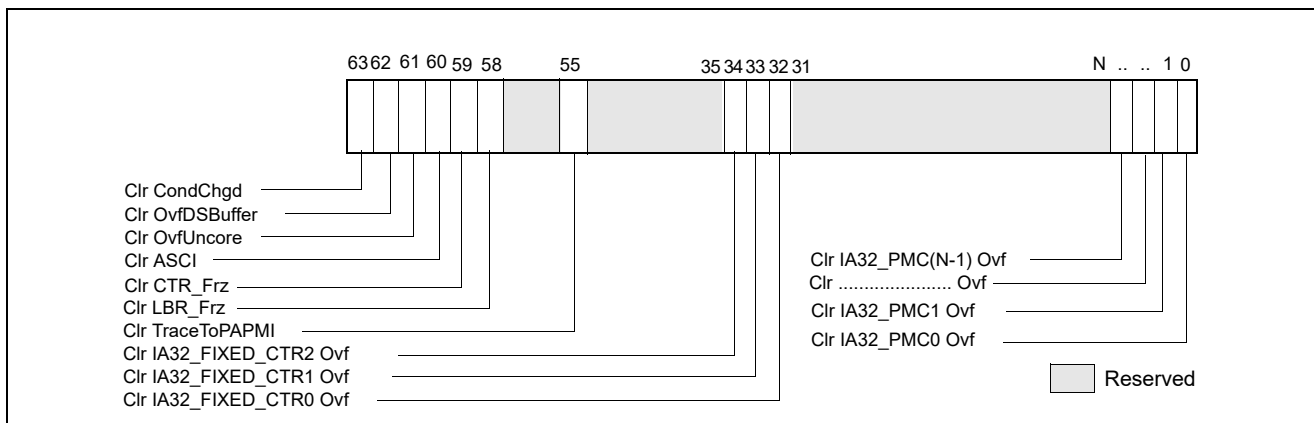 63 62 61 60 59 58 55 35 34 33 32 31 N .. .. 1 0
Clr CondChgd
Clr OvfDSBuffer
Clr OvfUncore
Clr ASCI
Clr CTR_Frz
Clr LBR_Frz
Clr TraceToPAPMI
Clr IA32_FIXED_CTR2 Ovf
Clr IA32_FIXED_CTR1 Ovf
Clr IA32_FIXED_CTR0 Ovf
Clr IA32_PMC(N-1) Ovf
Clr ...................... Ovf
Clr IA32_PMC1 Ovf
Clr IA32_PMC0 Ovf
Reserved